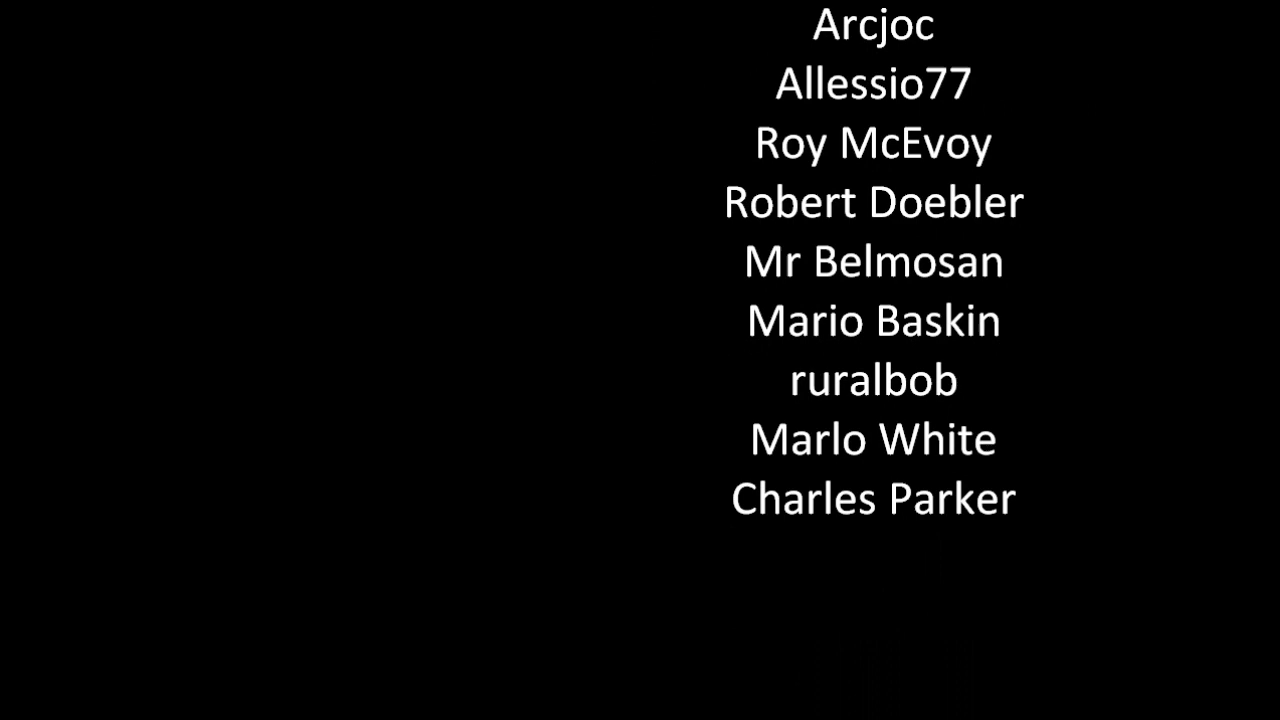 Arcjoc
Allessio77
Roy McEvoy
Robert Doebler
Mr Belmosan
Mario Baskin
ruralbob
Marlo White
Charles Parker